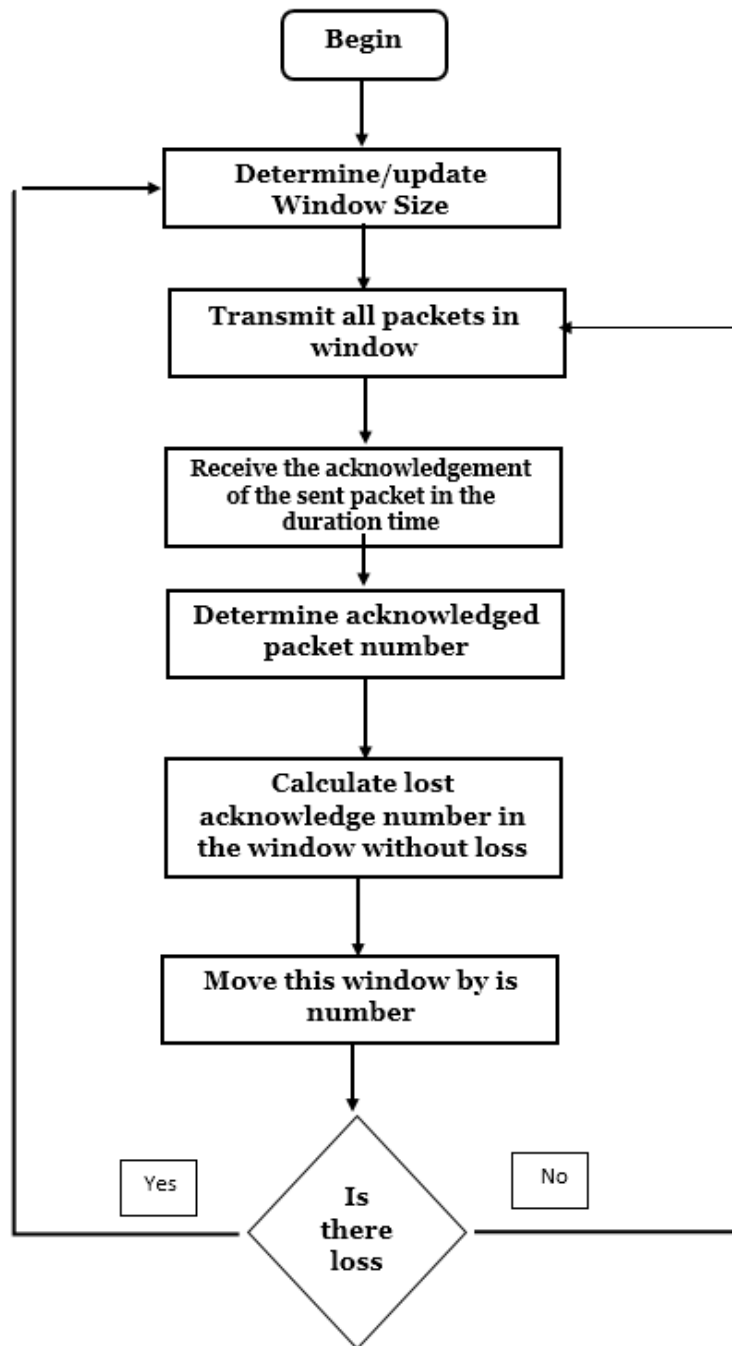 Begin
Determine/update
Window Size
Transmit all packets in
window
Receive the acknowledgement
of the sent packet in the
duration time
Determine acknowledged
packet number
Calculate lost
acknowledge number in
the window without loss
Move this window by is
number
Yes
No
Is
there
loss